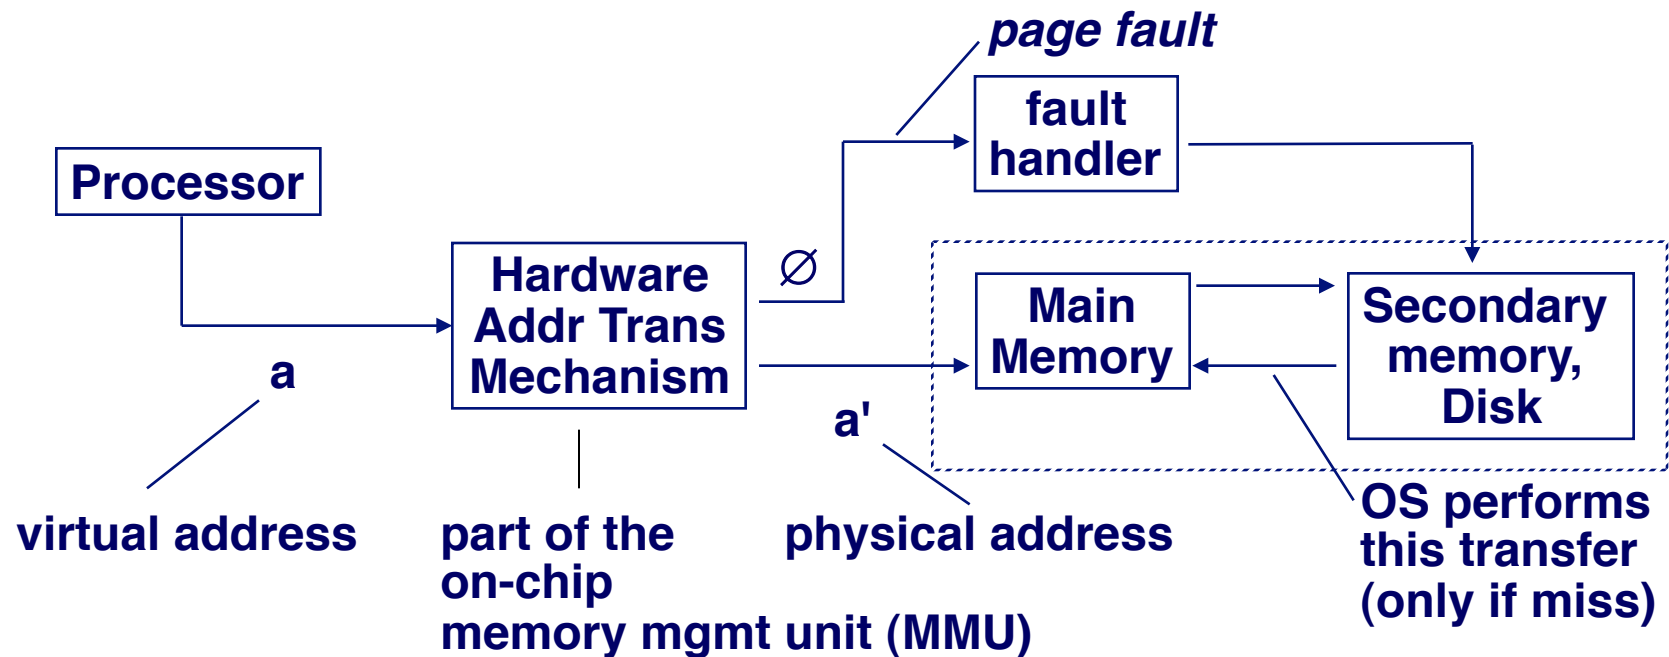 page fault
fault
handler
Processor
∅
Hardware
Addr Trans
Mechanism
Main
Memory
Secondary
memory,
Disk
a
a'
virtual address
part of the
on-chip
memory mgmt unit (MMU)
physical address
OS performs
this transfer
(only if miss)